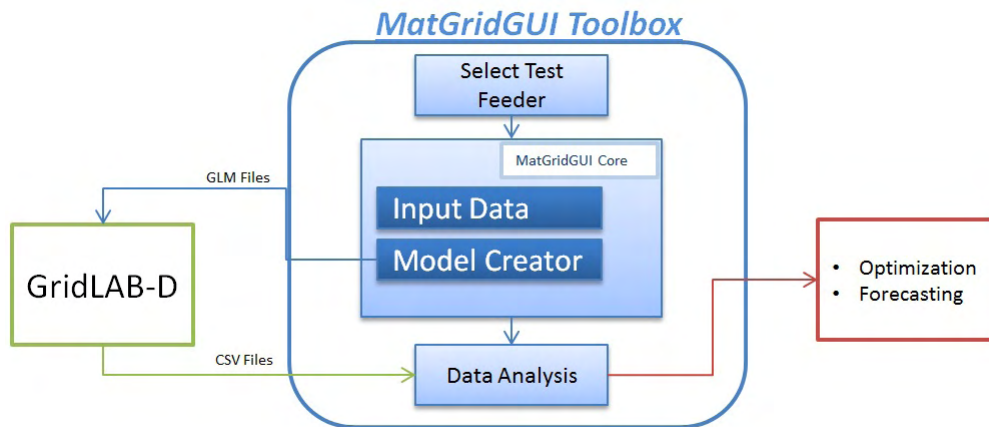 MatGridGUI Toolbox
Select Test
Feeder
MatGridGUI Core
GLM Files
Input Data
Model Creator
GridLAB-D
• Optimization
• Forecasting
CSV Files
Data Analysis